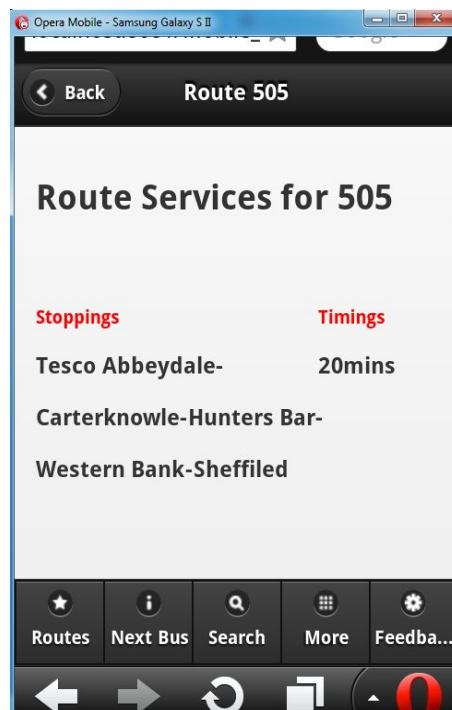 Opera Mobile - Samsung Galaxy S II
Back
Route 505
Route Services for 505
Stoppings Timings
Tesco Abbeydale- 20mins
Carterknowle-Hunters Bar-
Western Bank-Sheffiled
Routes Next Bus Search More Feedba...